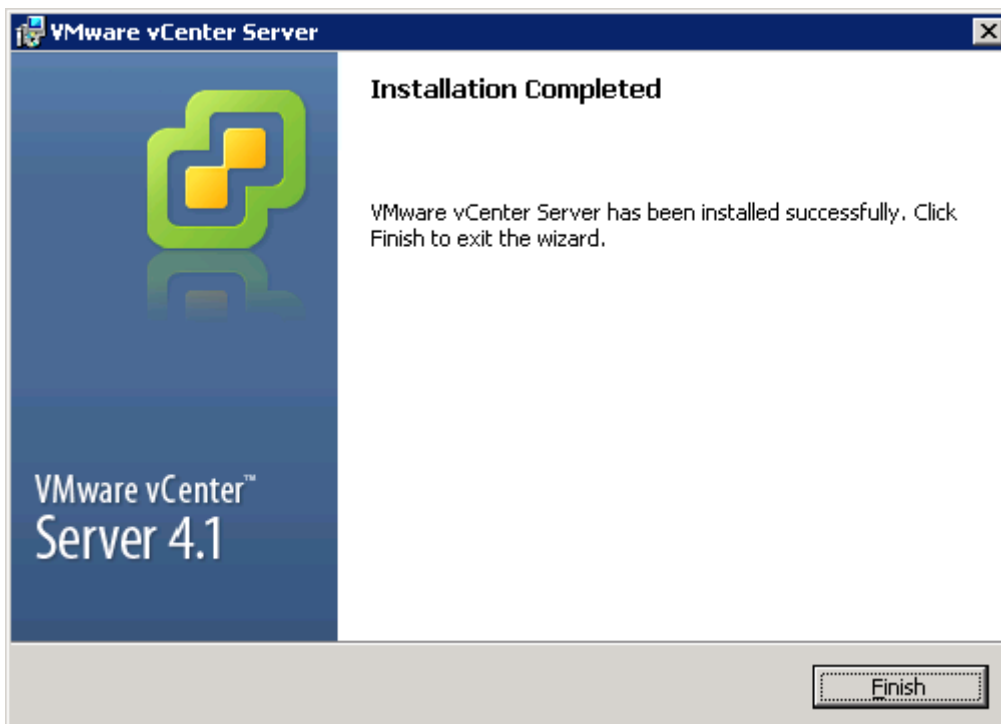 VMware vCenter Server
Installation Completed
VMware vCenter Server has been installed successfully. Click
Finish to exit the wizard.
VMware vCenter™
Server 4.1
Finish